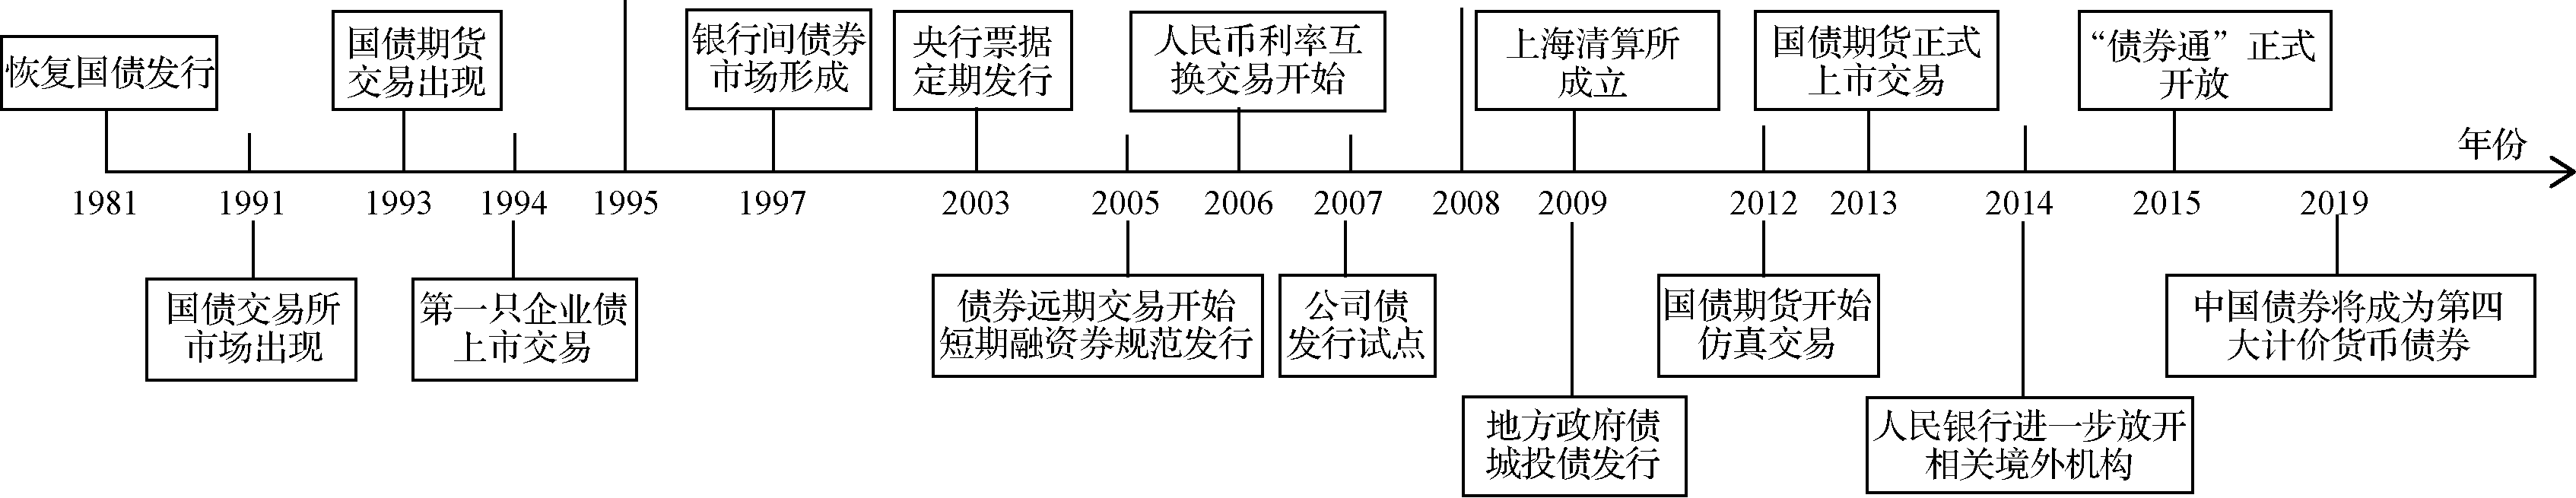 恢复国债发行
国债期货
交易出现
银行间债券
市场形成
央行票据
定期发行
人民币利率互
换交易开始
上海清算所
成立
国债期货正式
上市交易
“债券通”正式
开放
年份
1981
1991
1993
1994
1995
1997
2003
2005
2006
2007
2008
2009
2012
2013
2014
2015
2019
国债交易所
市场出现
第一只企业债
上市交易
债券远期交易开始
短期融资券规范发行
公司债
发行试点
国债期货开始
仿真交易
中国债券将成为第四
大计价货币债券
地方政府债
城投债发行
人民银行进一步放开
相关境外机构